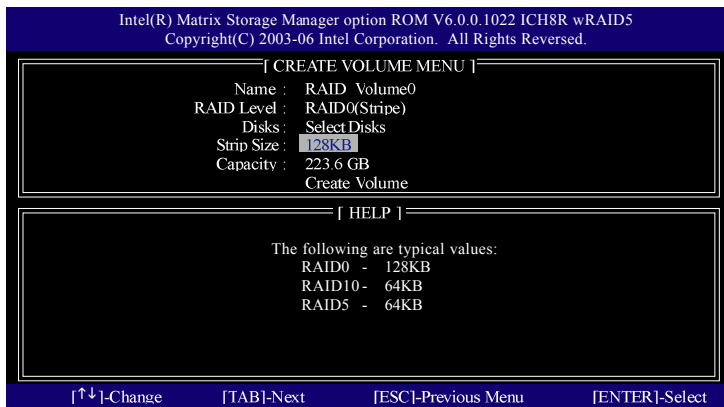 Intel(R) Matrix Storage Manager option ROM V6.0.0.1022 ICH8R wRAID5
Copyright(C) 2003-06 Intel Corporation. All Rights Reversed.
[ CREATE VOLUME MENU ]
Name : RAID_Volume0
RAID Level : RAID0(Stripe)
Disks : Select Disks
Strip Size : 128KB
Capacity : 223.6 GB
Create Volume
[ HELP ]
The following are typical values:
RAID0 - 128KB
RAID10 - 64KB
RAID5 - 64KB
[↑↓]-Change [TAB]-Next [ESC]-Previous Menu [ENTER]-Select